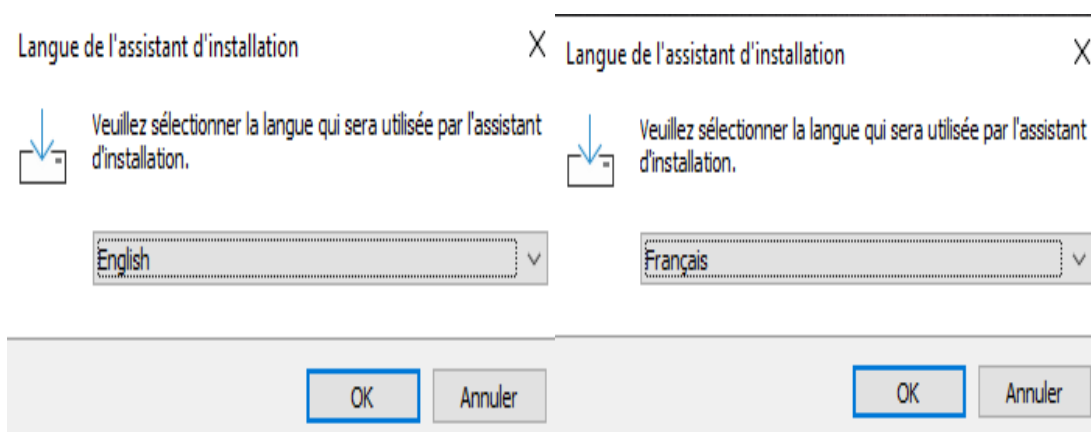 Langue de l'assistant d'installation
Veuillez sélectionner la langue qui sera utilisée par l'assistant
d'installation.
English
OK Annuler
Langue de l'assistant d'installation
Veuillez sélectionner la langue qui sera utilisée par l'assistant
d'installation.
Français
OK Annuler